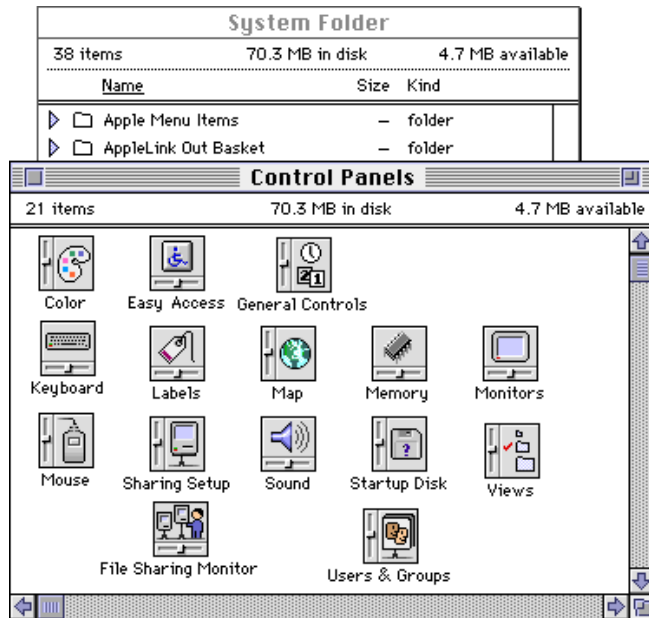 System Folder
38 items 70.3 MB in disk 4.7 MB available
Name Size Kind
Apple Menu Items – folder
AppleLink Out Basket – folder
Control Panels
21 items 70.3 MB in disk 4.7 MB available
Color Easy Access General Controls
Keyboard Labels Map Memory Monitors
Mouse Sharing Setup Sound Startup Disk Views
File Sharing Monitor Users & Groups